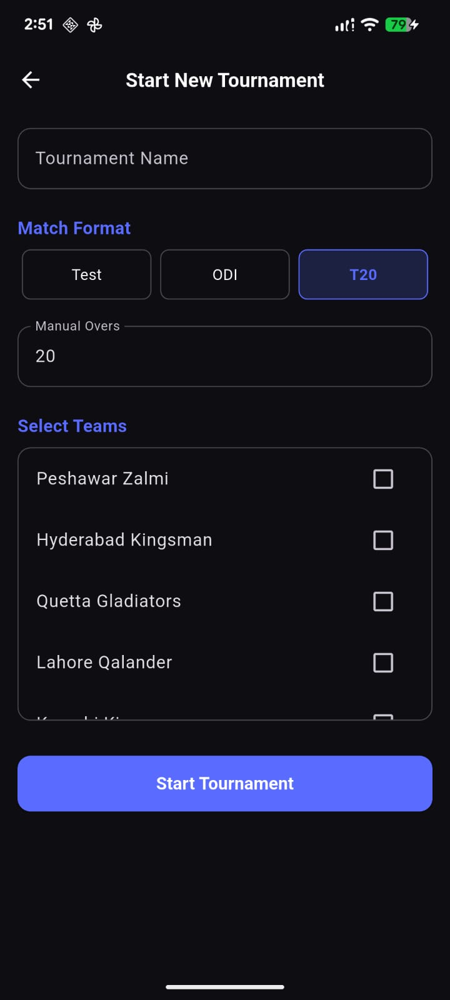 2:51
79
Start New Tournament
Tournament Name
Match Format
Test ODI T20
Manual Overs
20
Select Teams
Peshawar Zalmi
Hyderabad Kingsman
Quetta Gladiators
Lahore Qalander
Start Tournament